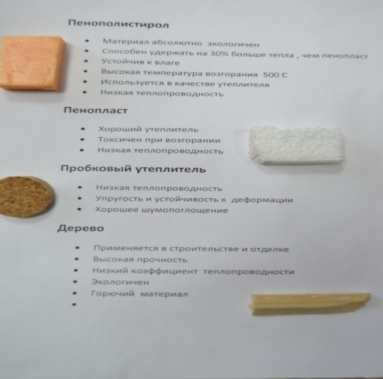 Пенополистирол
• Материал абсолютно экологичен
• Способен удержать на 30% больше тепла , чем пенопласт
• Устойчив к влаге
• Высокая температура возгорания 500 С
• Используется в качестве утеплителя
• Низкая теплопроводность
Пенопласт
• Хороший утеплитель
• Токсичен при возгорании
• Низкая теплопроводность
Пробковый утеплитель
• Низкая теплопроводность
• Упругость и устойчивость к деформации
• Хорошее шумопоглощение
Дерево
• Применяется в строительстве и отделке
• Высокая прочность
• Низкий коэффициент теплопроводности
• Экологичен
• Горючий материал
•